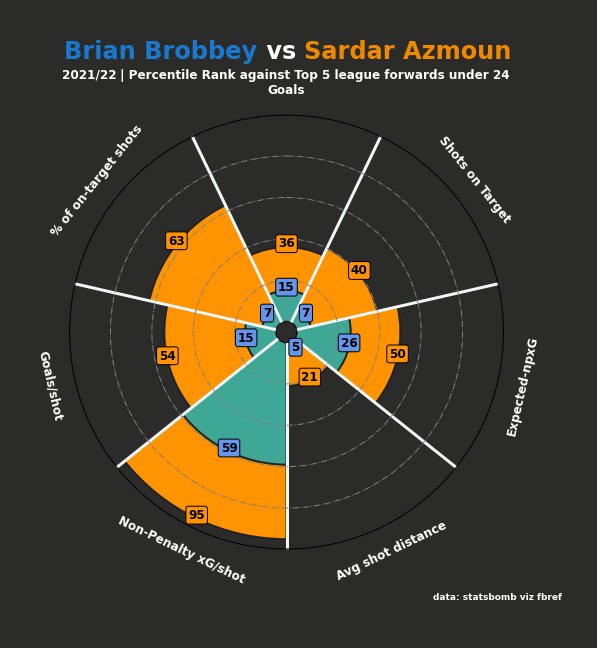 Brian Brobbey vs Sardar Azmoun
2021/22 | Percentile Rank against Top 5 league forwards under 24
Goals
% of on-target shots
Shots on Target
63
36
40
15
7
7
15
5
26
54
50
21
Goals/shot
Expected-npxG
59
95
Non-Penalty xG/shot
Avg shot distance
data: statsbomb viz fbref